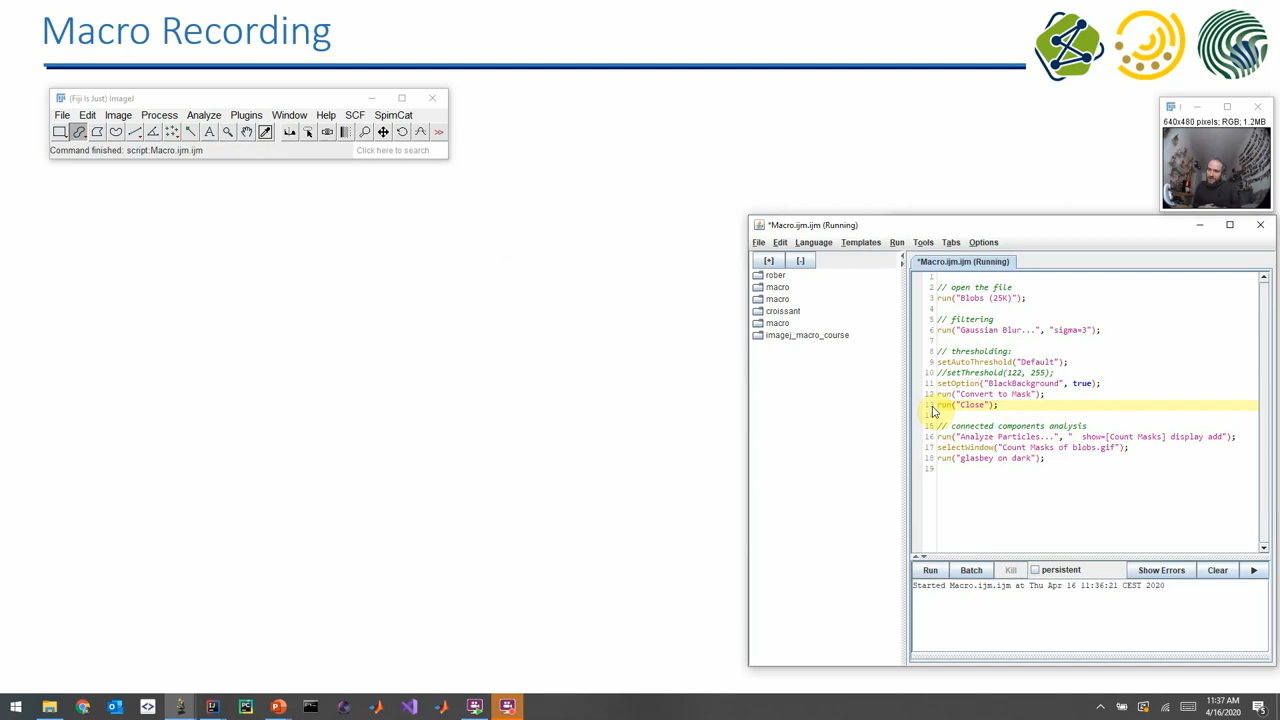 Macro Recording
(Fiji Is Just) ImageJ
File Edit Image Process Analyze Plugins Window Help SCF SpimCat
Command finished: script:Macro.ijm.ijm
Click here to search
640x480 pixels; RGB; 1.2MB
*Macro.ijm.ijm (Running)
File Edit Language Templates Run Tools Tabs Options
[+] [-]
*Macro.ijm.ijm (Running)
rober
macro
macro
croissant
macro
imagej_macro_course
1
2 // open the file
3 run("Blobs (25K)");
4
5 // filtering
6 run("Gaussian Blur...", "sigma=3");
7
8 // thresholding:
9 setAutoThreshold("Default");
10 //setThreshold(122, 255);
11 setOption("BlackBackground", true);
12 run("Convert to Mask");
13 run("Close");
15 // connected components analysis
16 run("Analyze Particles...", "  show=[Count Masks] display add");
17 selectWindow("Count Masks of blobs.gif");
18 run("glasbey on dark");
19
Run Batch Kill persistent Show Errors Clear
Started Macro.ijm.ijm at Thu Apr 16 11:36:21 CEST 2020
11:37 AM
4/16/2020
5